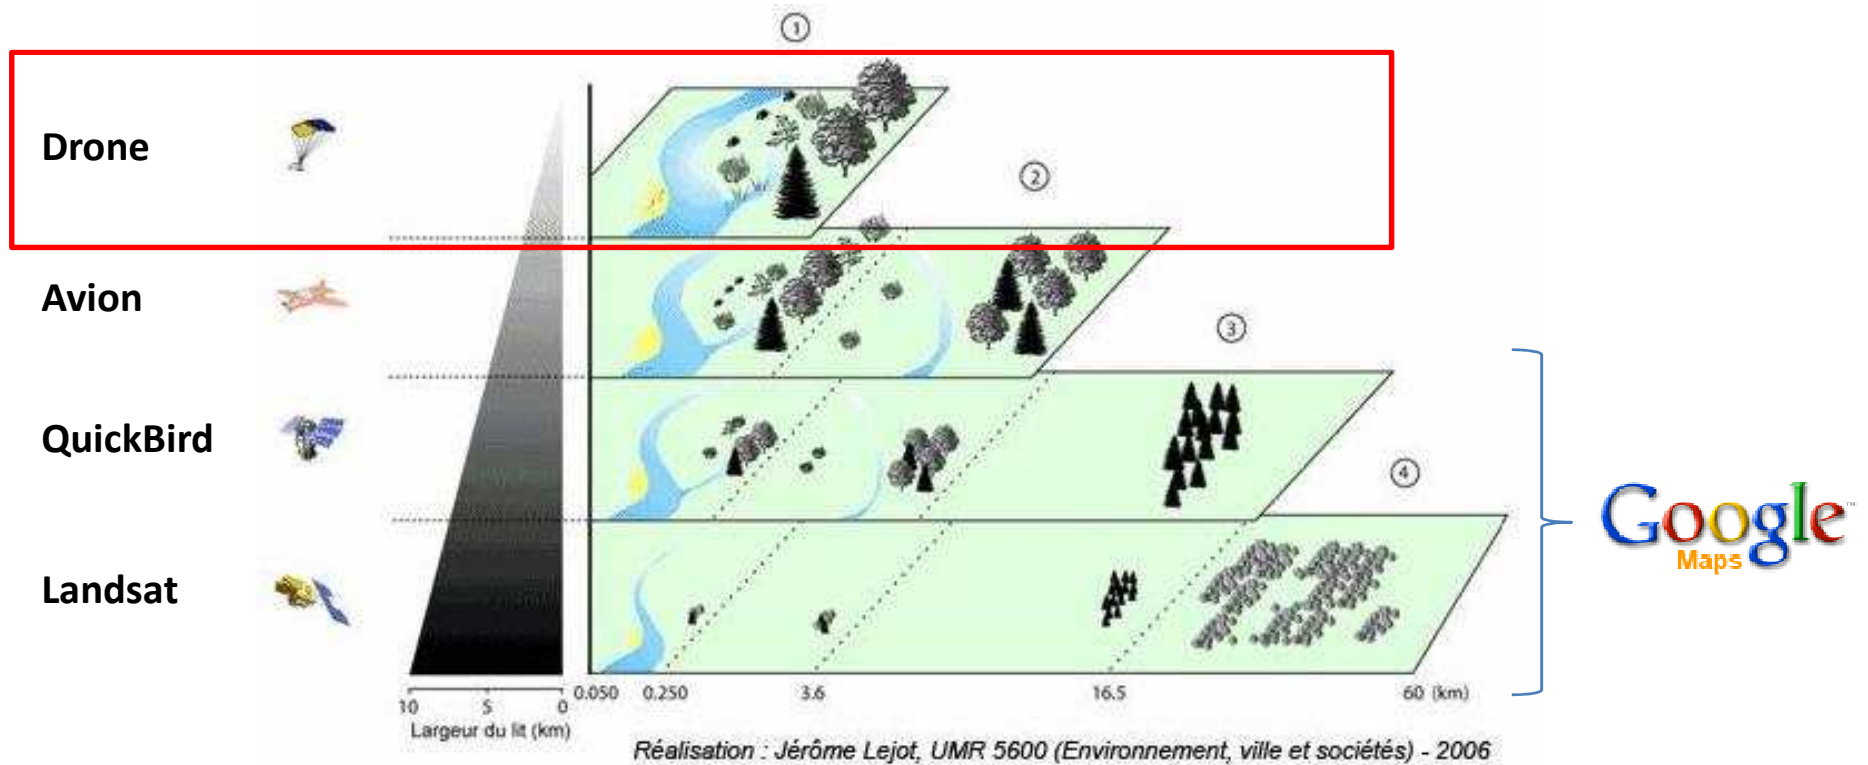 1
Drone
2
Avion
3
QuickBird
4
Google
Maps
Landsat
0.050 0.250 3.6 16.5 60 (km)
10 5 0
Largeur du lit (km)
Réalisation : Jérôme Lejot, UMR 5600 (Environnement, ville et sociétés) - 2006